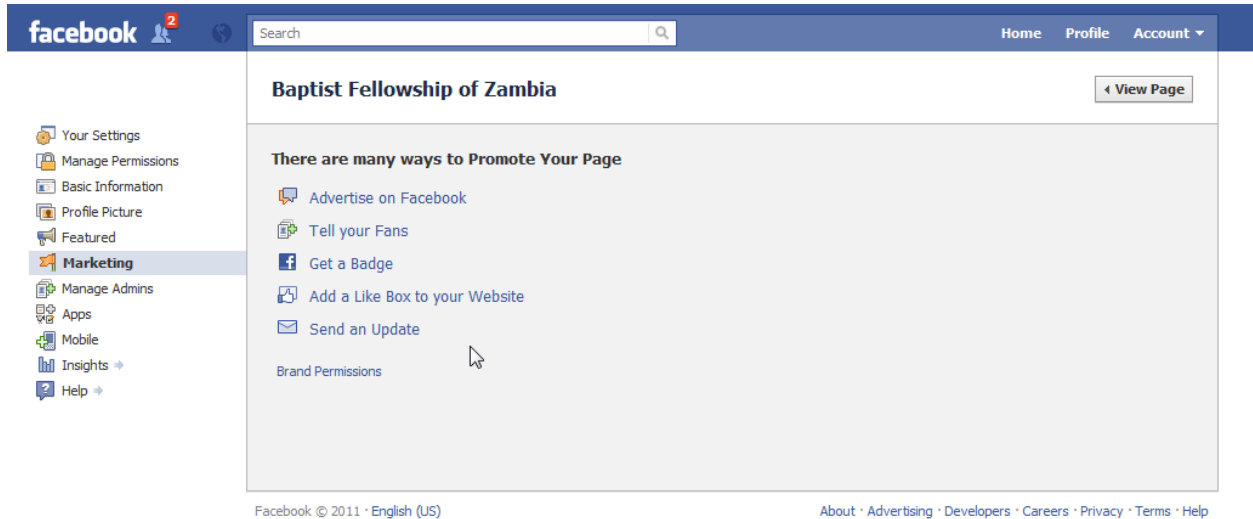 facebook 2 Search Home Profile Account
Baptist Fellowship of Zambia View Page
Your Settings
Manage Permissions
Basic Information
Profile Picture
Featured
Marketing
Manage Admins
Apps
Mobile
Insights
Help
There are many ways to Promote Your Page
Advertise on Facebook
Tell your Fans
Get a Badge
Add a Like Box to your Website
Send an Update
Brand Permissions
Facebook © 2011 · English (US) About · Advertising · Developers · Careers · Privacy · Terms · Help